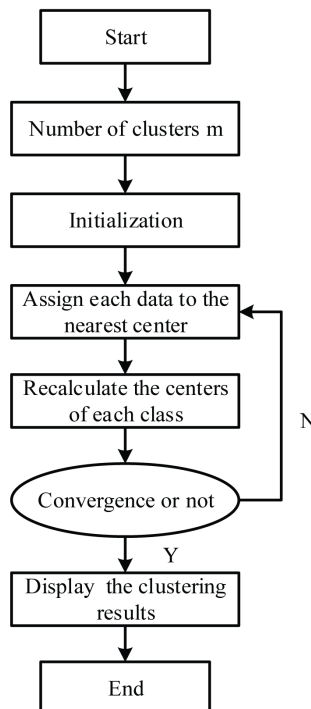 Start
Number of clusters m
Initialization
Assign each data to the
nearest center
Recalculate the centers
of each class
N
Convergence or not
Y
Display the clustering
results
End